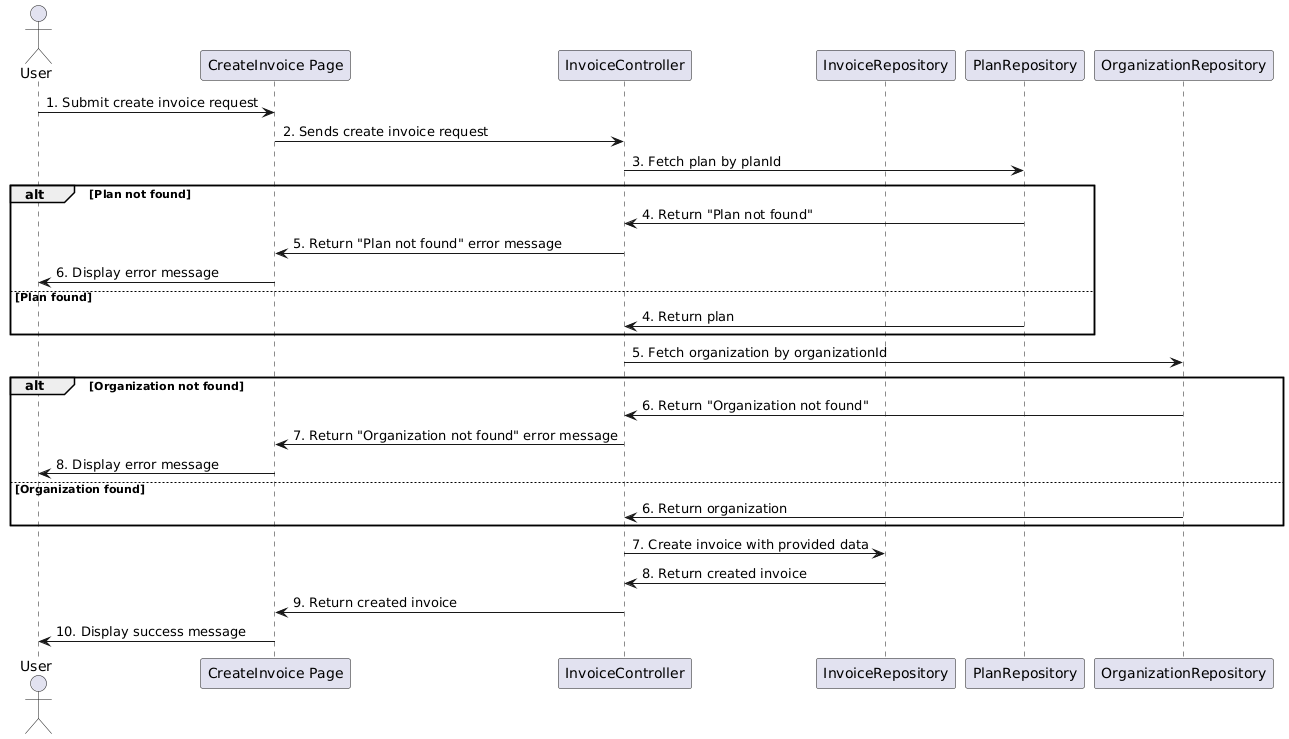 User
CreateInvoice Page
InvoiceController
InvoiceRepository
PlanRepository
OrganizationRepository
1. Submit create invoice request
2. Sends create invoice request
3. Fetch plan by planId
alt
[Plan not found]
4. Return "Plan not found"
5. Return "Plan not found" error message
6. Display error message
[Plan found]
4. Return plan
5. Fetch organization by organizationId
alt
[Organization not found]
6. Return "Organization not found"
7. Return "Organization not found" error message
8. Display error message
[Organization found]
6. Return organization
7. Create invoice with provided data
8. Return created invoice
9. Return created invoice
10. Display success message
User
CreateInvoice Page
InvoiceController
InvoiceRepository
PlanRepository
OrganizationRepository